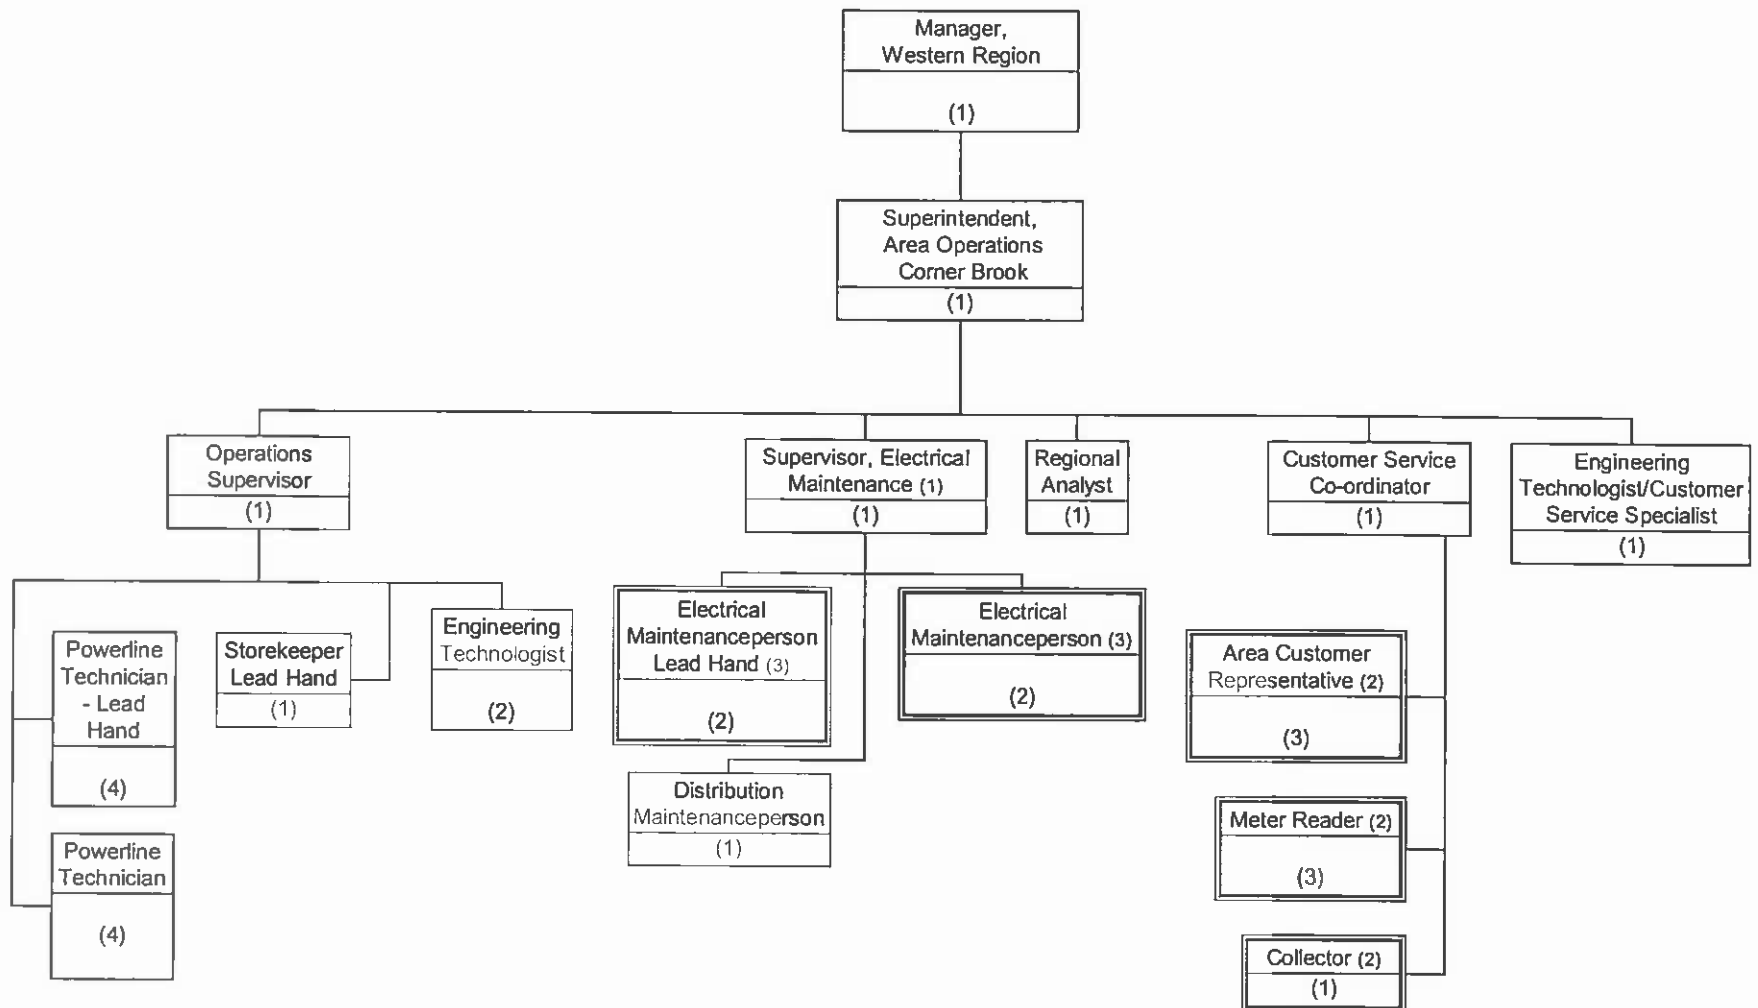 Manager,
Western Region
(1)
Superintendent,
Area Operations
Corner Brook
(1)
Operations
Supervisor
(1)
Supervisor, Electrical
Maintenance (1)
(1)
Regional
Analyst
(1)
Customer Service
Co-ordinator
(1)
Engineering
Technologist/Customer
Service Specialist
(1)
Powerline
Technician
- Lead
Hand
(4)
Storekeeper
Lead Hand
(1)
Engineering
Technologist
(2)
Electrical
Maintenanceperson
Lead Hand (3)
(2)
Electrical
Maintenanceperson (3)
(2)
Area Customer
Representative (2)
(3)
Distribution
Maintenanceperson
(1)
Meter Reader (2)
(3)
Powerline
Technician
(4)
Collector (2)
(1)